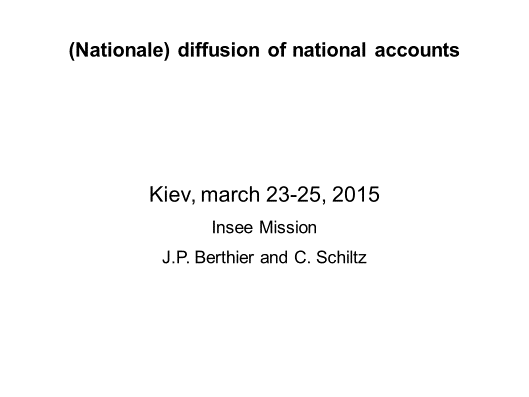 (Nationale) diffusion of national accounts
Kiev, march 23-25, 2015
Insee Mission
J.P. Berthier and C. Schiltz